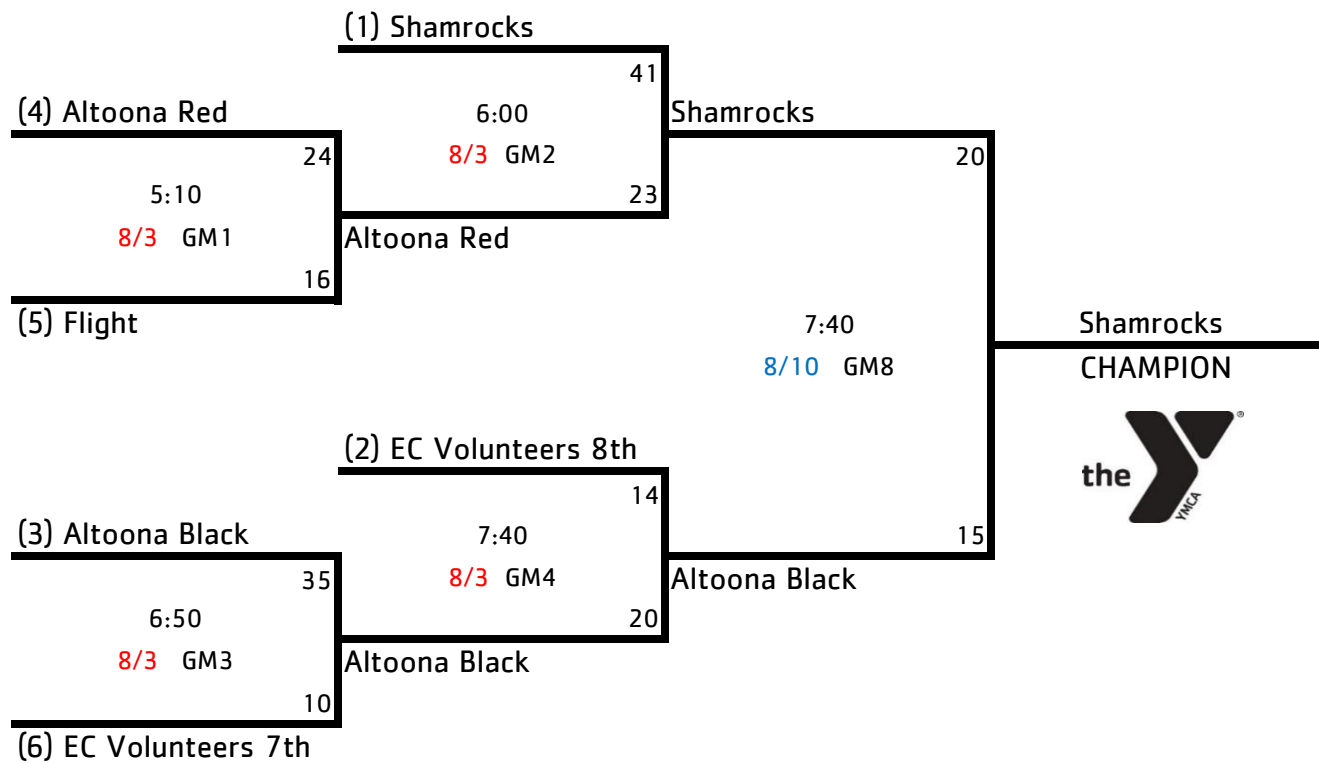 (1) Shamrocks
41
(4) Altoona Red
6:00
Shamrocks
24
8/3 GM2
20
5:10
23
8/3 GM1
Altoona Red
16
(5) Flight
7:40
Shamrocks
8/10 GM8
CHAMPION
(2) EC Volunteers 8th
the
14
YMCA
®
(3) Altoona Black
7:40
15
35
8/3 GM4
Altoona Black
6:50
20
8/3 GM3
Altoona Black
10
(6) EC Volunteers 7th